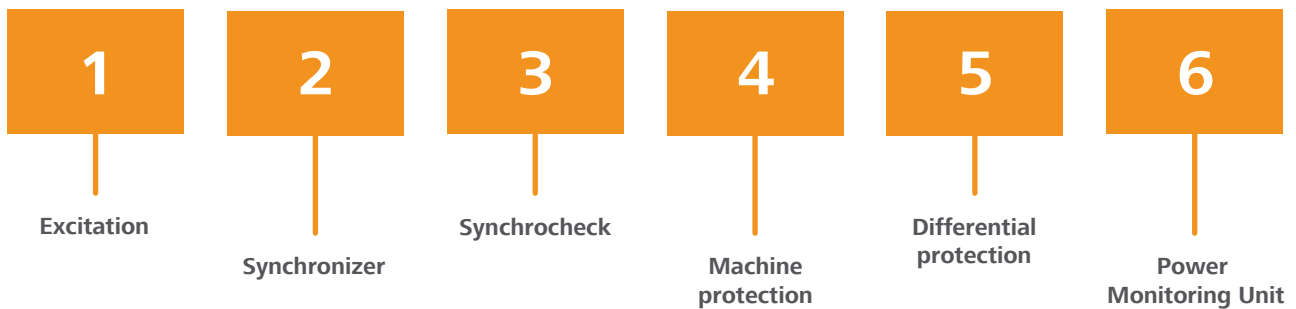 1
Excitation
2
Synchronizer
3
Synchrocheck
4
Machine
protection
5
Differential
protection
6
Power
Monitoring Unit